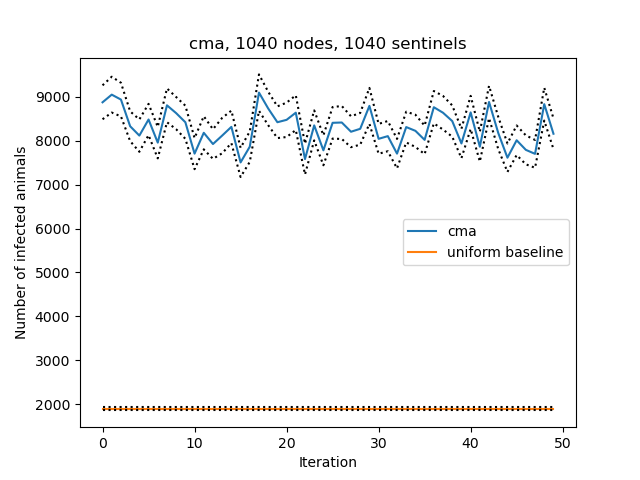 cma, 1040 nodes, 1040 sentinels
Number of infected animals
9000
8000
7000
6000
5000
4000
3000
2000
cma
uniform baseline
0
10
20
30
40
50
Iteration